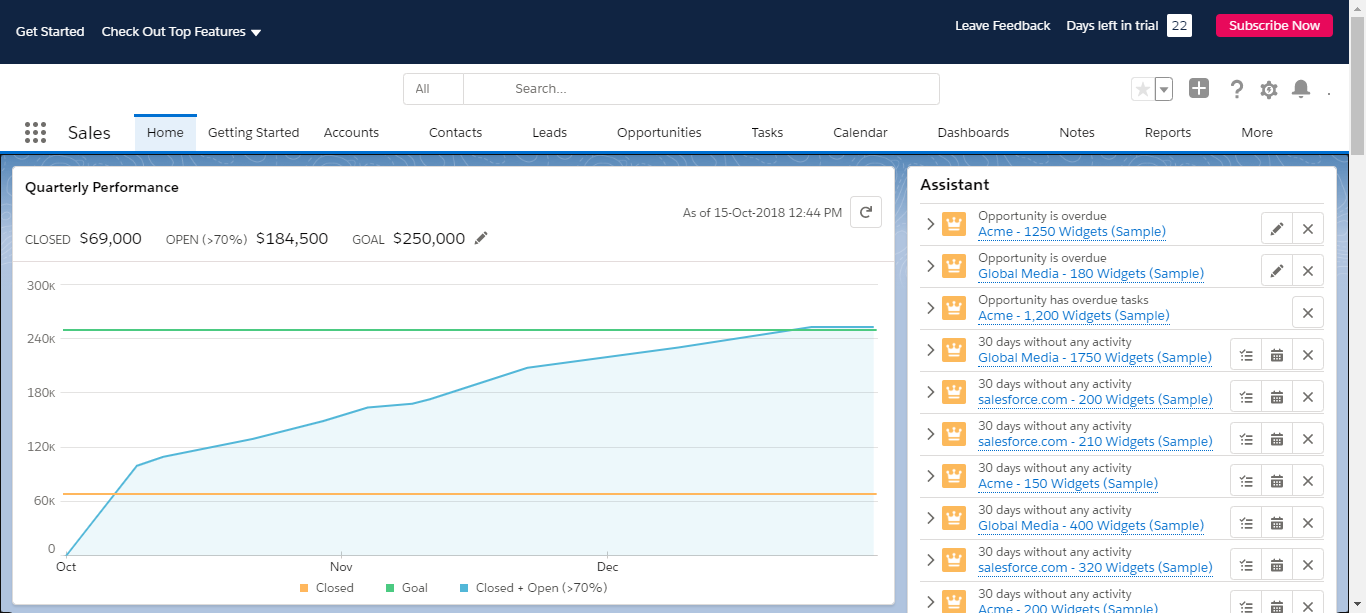 Get Started Check Out Top Features Leave Feedback Days left in trial 22 Subscribe Now
All Search...
Sales Home Getting Started Accounts Contacts Leads Opportunities Tasks Calendar Dashboards Notes Reports More
Quarterly Performance
As of 15-Oct-2018 12:44 PM
CLOSED $69,000 OPEN (>70%) $184,500 GOAL $250,000
300K
240K
180K
120K
60K
0
Oct Nov Dec
Closed Goal Closed + Open (>70%)
Assistant
Opportunity is overdue
Acme - 1250 Widgets (Sample)
Opportunity is overdue
Global Media - 180 Widgets (Sample)
Opportunity has overdue tasks
Acme - 1,200 Widgets (Sample)
30 days without any activity
Global Media - 1750 Widgets (Sample)
30 days without any activity
salesforce.com - 200 Widgets (Sample)
30 days without any activity
salesforce.com - 210 Widgets (Sample)
30 days without any activity
Acme - 150 Widgets (Sample)
30 days without any activity
Global Media - 400 Widgets (Sample)
30 days without any activity
salesforce.com - 320 Widgets (Sample)
30 days without any activity
Acme - 200 Widgets (Sample)